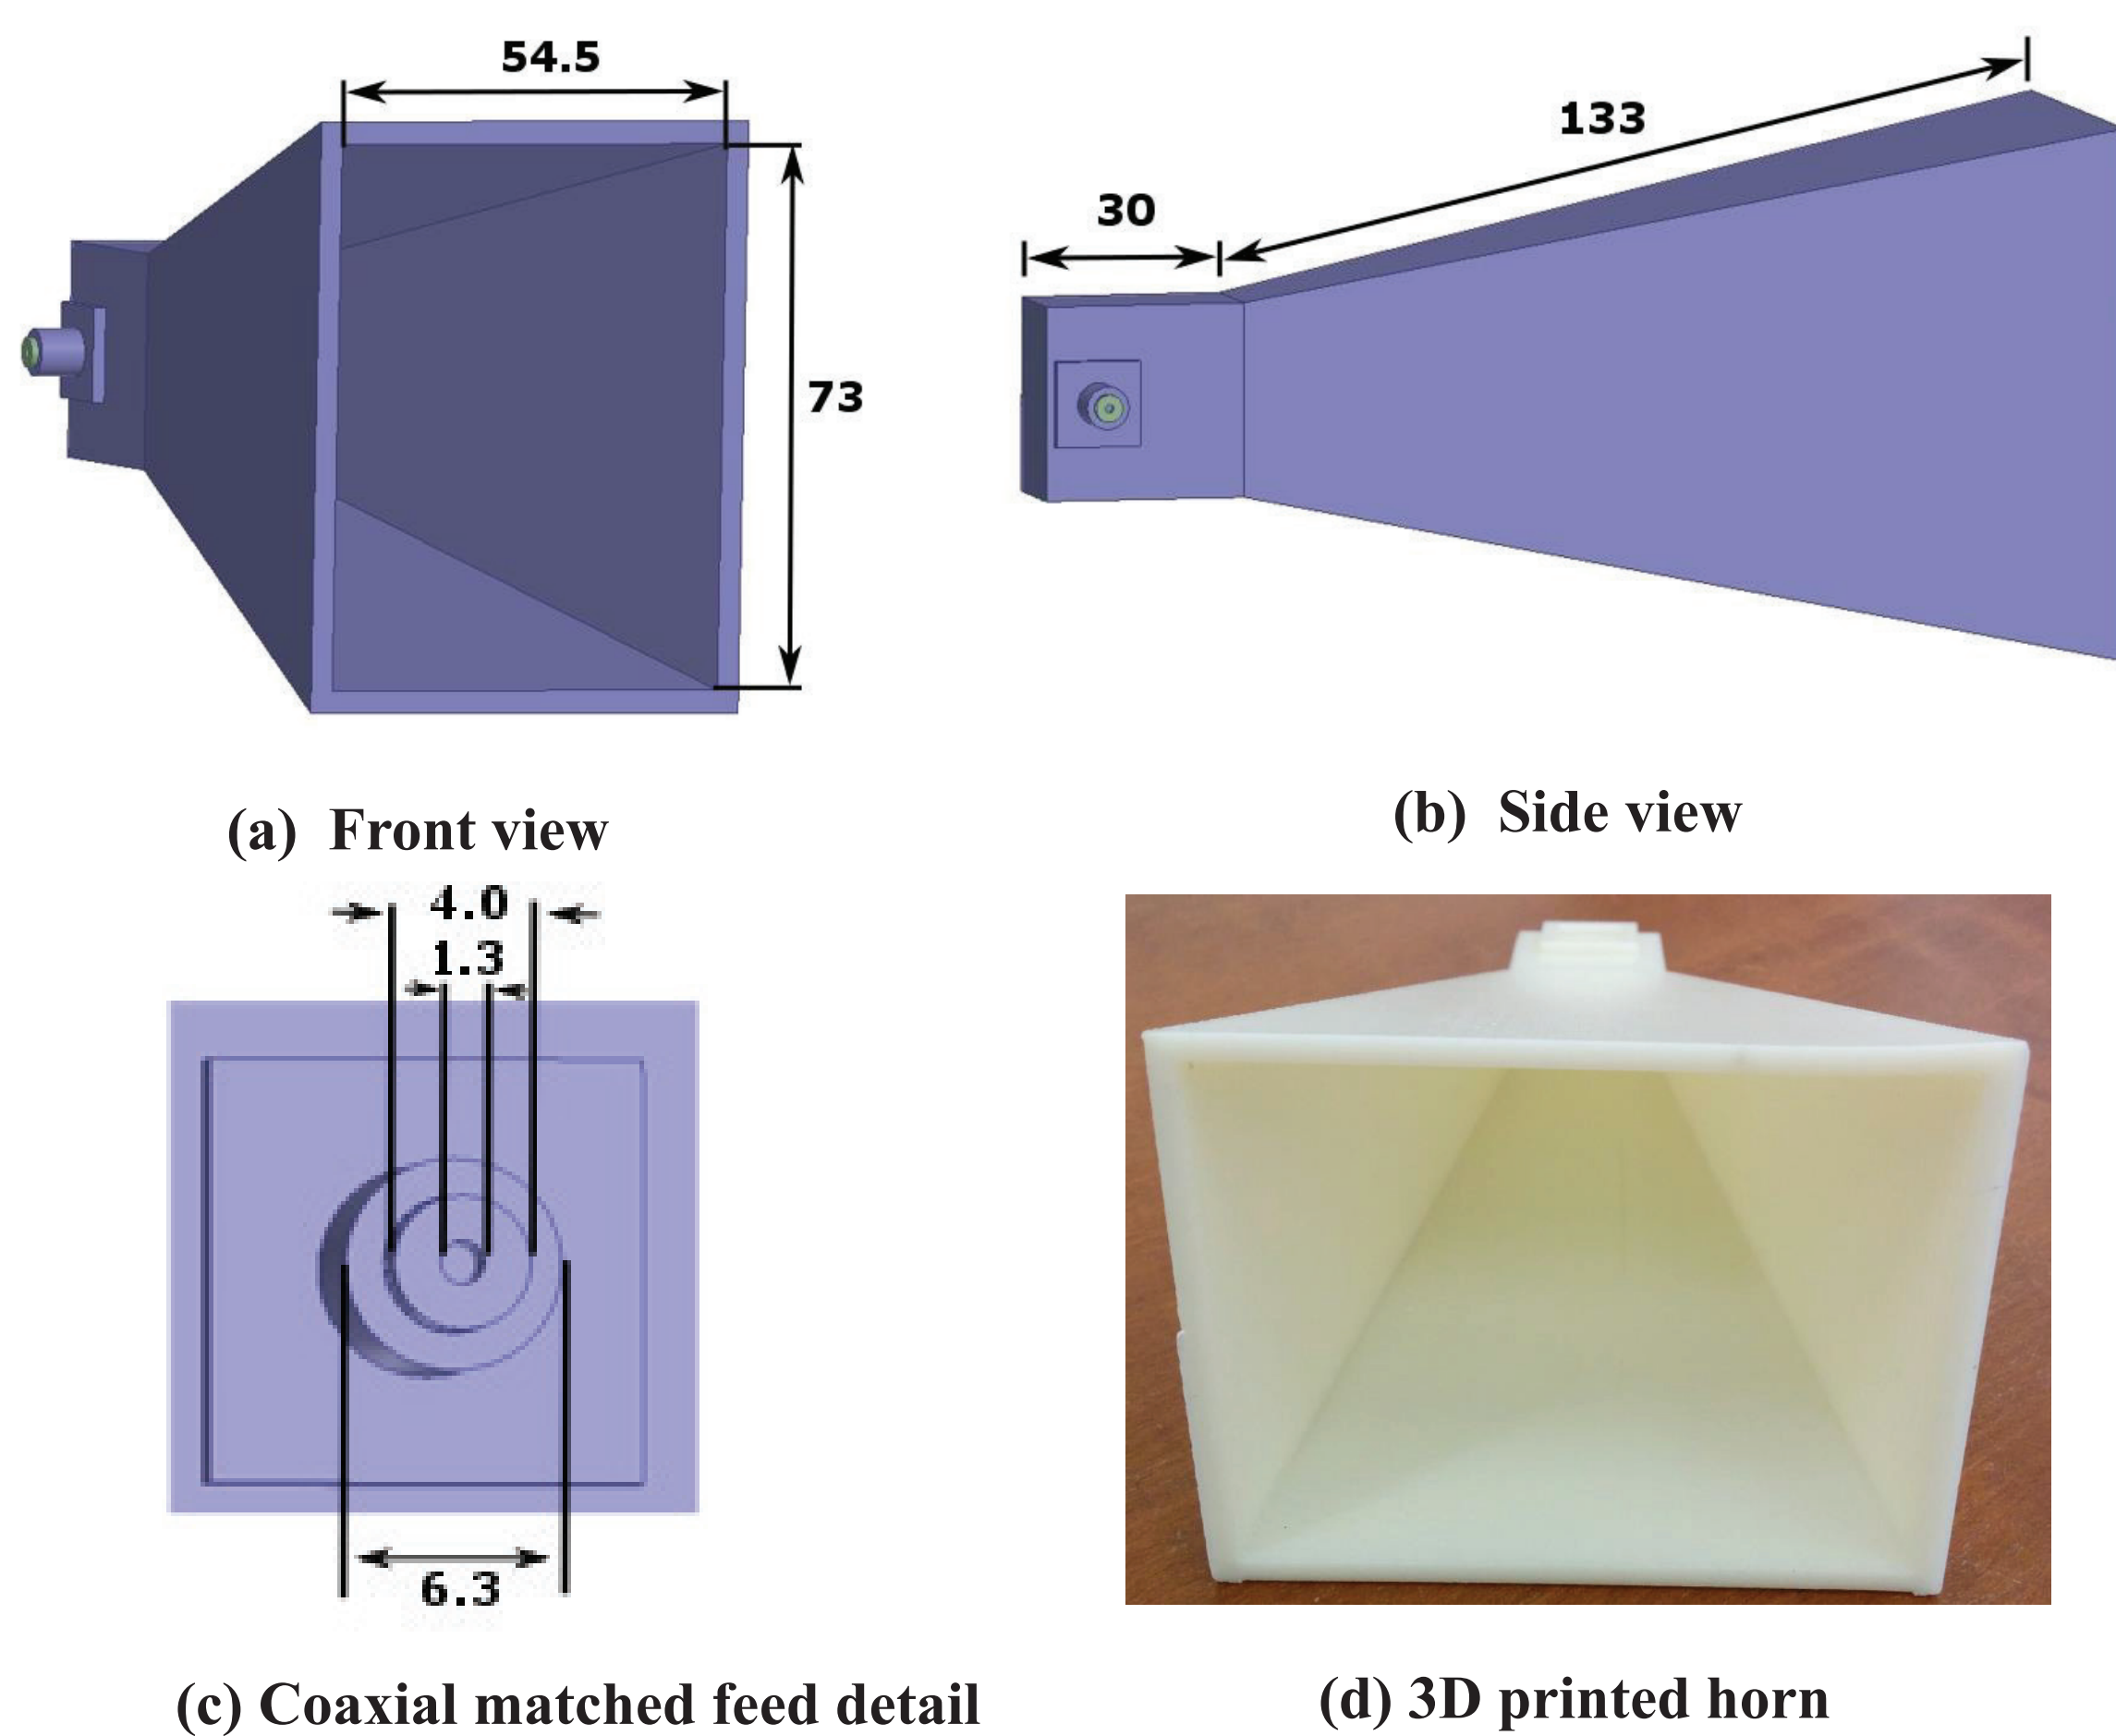 54.5
73
(a) Front view
133
30
(b) Side view
4.0
1.3
6.3
(c) Coaxial matched feed detail
(d) 3D printed horn